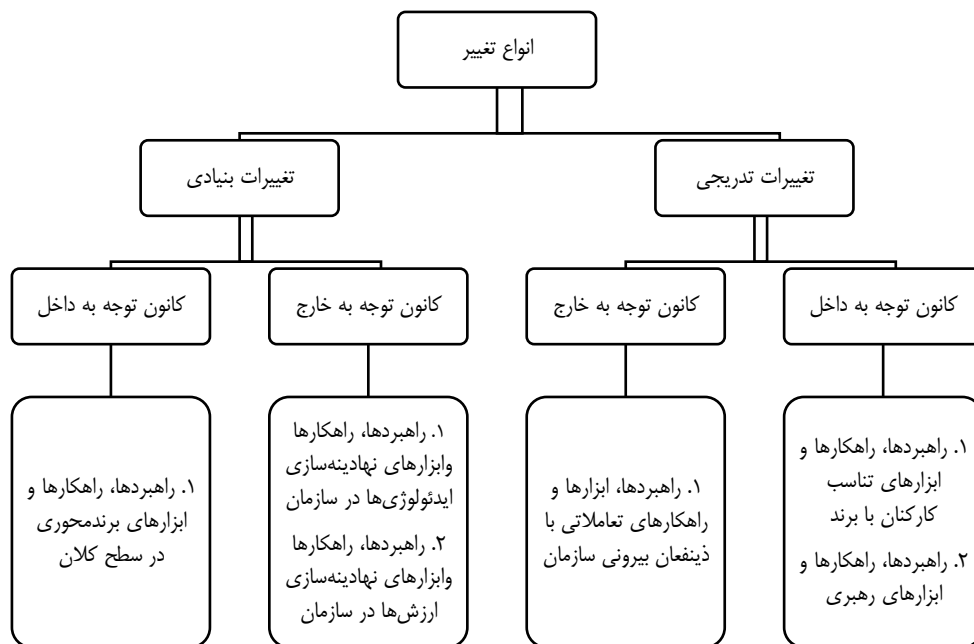 انواع تغییر
تغییرات تدریجی
تغییرات بنیادی
کانون توجه به داخل
کانون توجه به خارج
کانون توجه به خارج
کانون توجه به داخل
۱. راهبردها، راهکارها و
ابزارهای تناسب
کارکنان با برند
۲. راهبردها، راهکارها و
ابزارهای رهبری
۱. راهبردها، ابزارها و
راهکارهای تعاملاتی با
ذینفعان بیرونی سازمان
۱. راهبردها، راهکارها
وابزارهای نهادینه‌سازی
ایدئولوژی‌ها در سازمان
۲. راهبردها، راهکارها
وابزارهای نهادینه‌سازی
ارزش‌ها در سازمان
۱. راهبردها، راهکارها و
ابزارهای برندمحوری
در سطح کلان